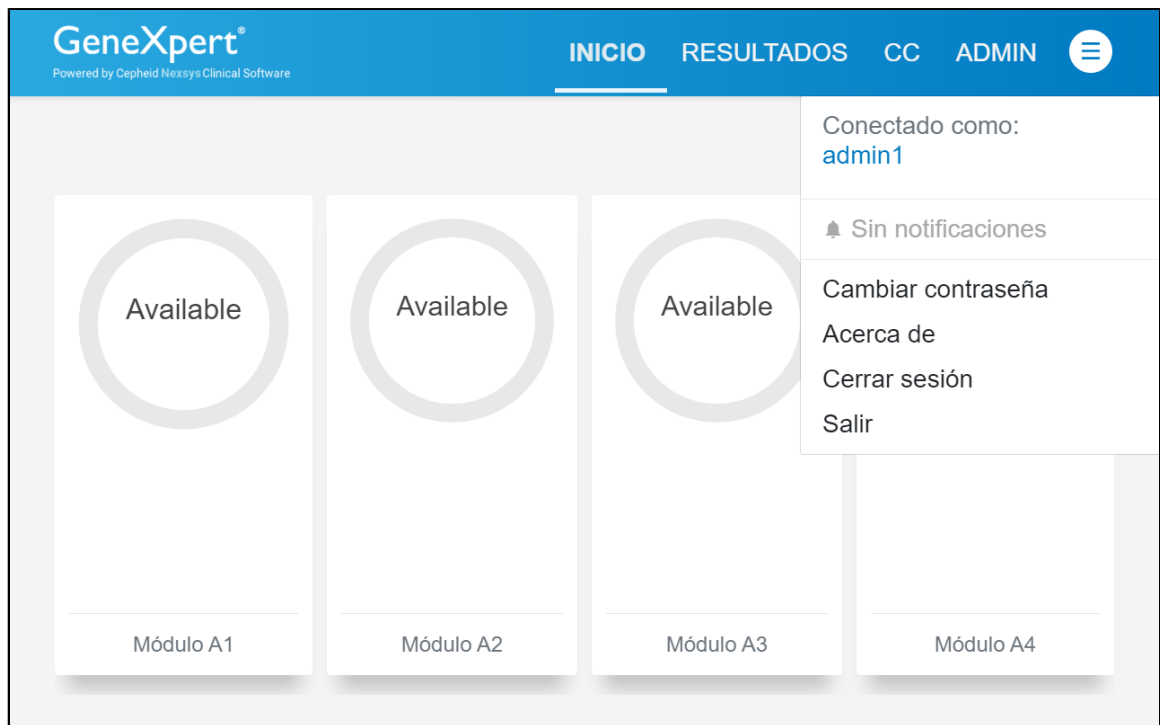 GeneXpert®
Powered by Cepheid Nexsys Clinical Software
INICIO RESULTADOS CC ADMIN
Conectado como:
admin1
Sin notificaciones
Cambiar contraseña
Acerca de
Cerrar sesión
Salir
Available
Available
Available
Módulo A1
Módulo A2
Módulo A3
Módulo A4